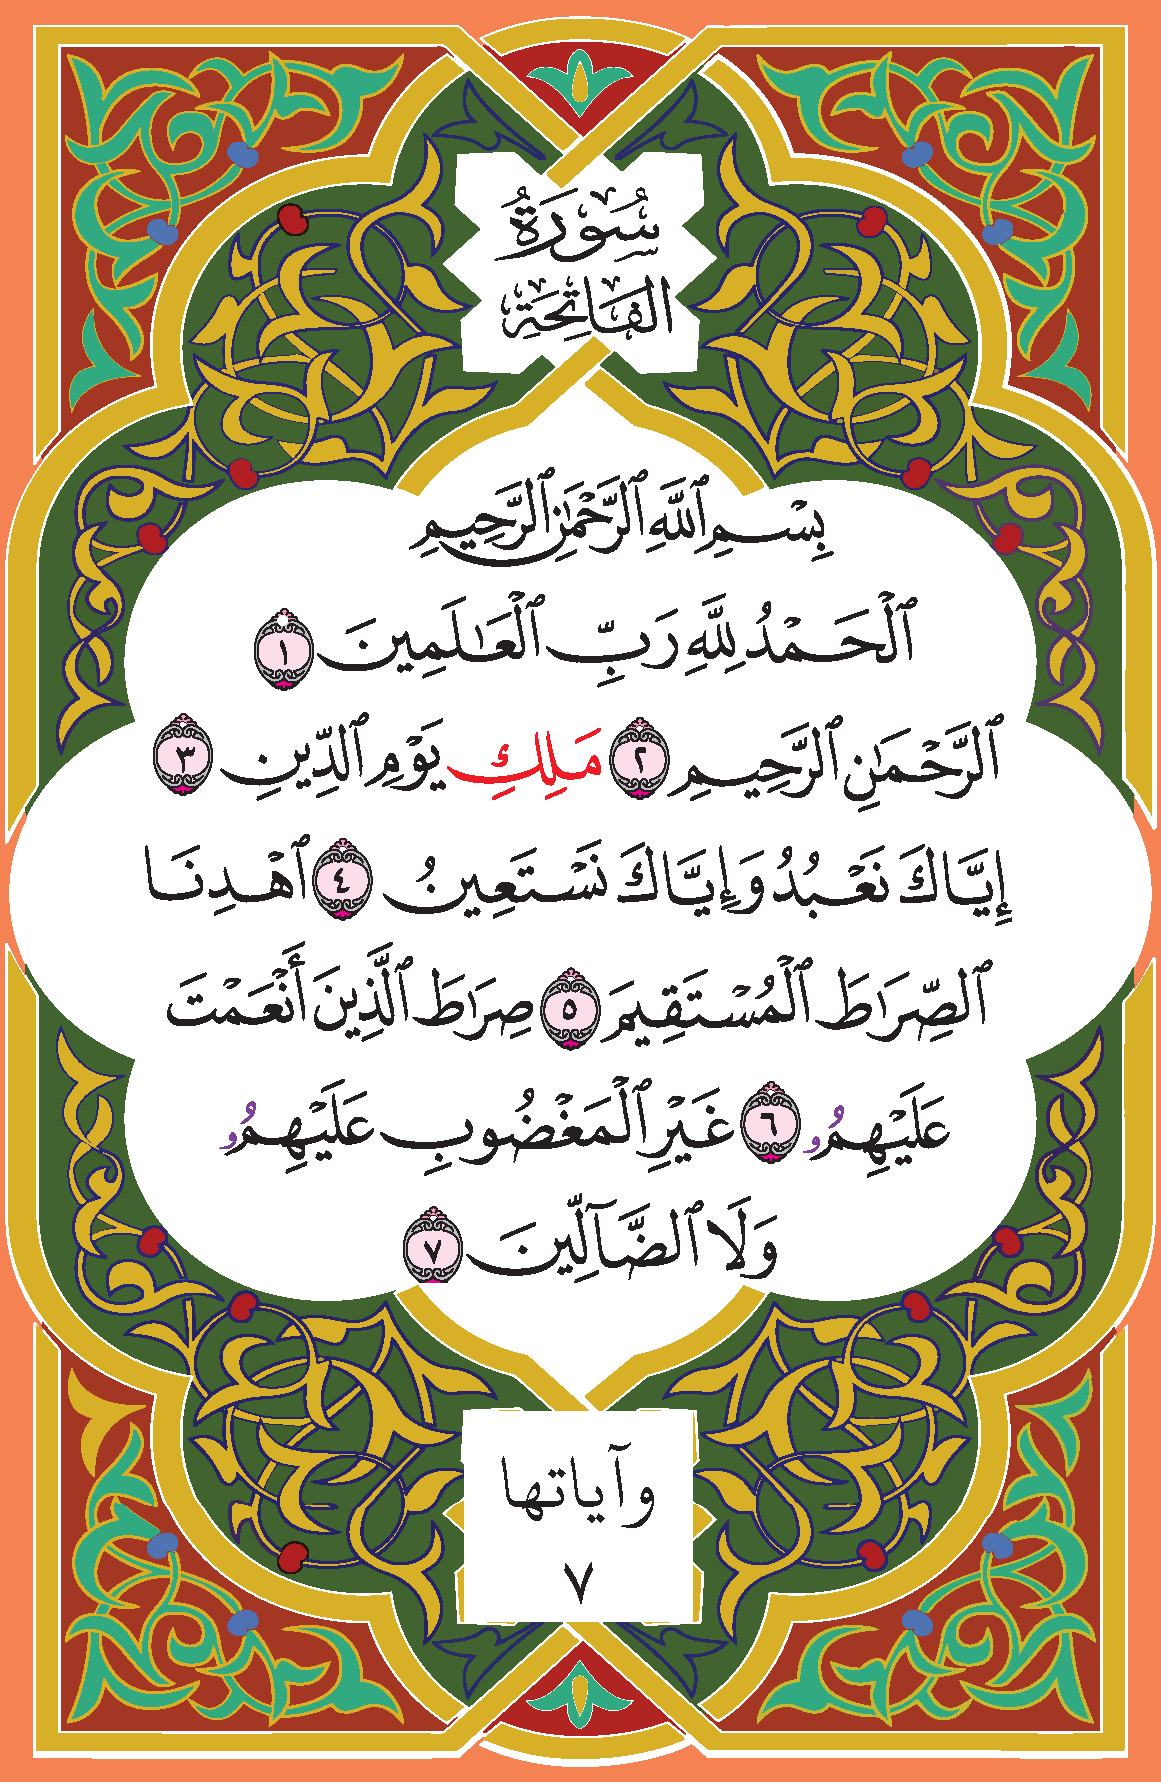 سُورَةُ
الفَاتِحَةِ
بِسْمِ ٱللَّهِ ٱلرَّحْمَٰنِ ٱلرَّحِيمِ
ٱلْحَمْدُ لِلَّهِ رَبِّ ٱلْعَٰلَمِينَ ١
ٱلرَّحْمَٰنِ ٱلرَّحِيمِ ٢ مَلِكِ يَوْمِ ٱلدِّينِ ٣
إِيَّاكَ نَعْبُدُ وَإِيَّاكَ نَسْتَعِينُ ٤ ٱهْدِنَا
ٱلصِّرَٰطَ ٱلْمُسْتَقِيمَ ٥ صِرَٰطَ ٱلَّذِينَ أَنْعَمْتَ
عَلَيْهِمُۥ ٦ غَيْرِ ٱلْمَغْضُوبِ عَلَيْهِمُۥ
وَلَا ٱلضَّآلِّينَ ٧
وآياتها
٧